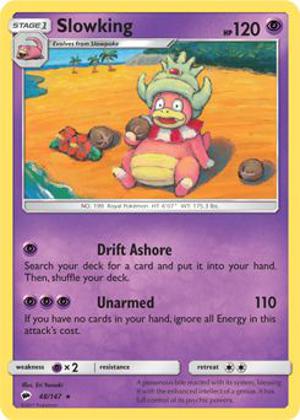 STAGE 1
Slowking
HP 120
Evolves from Slowpoke
NO. 199 Royal Pokémon HT: 6'07" WT: 175.3 lbs.
Drift Ashore
Search your deck for a card and put it into your hand.
Then, shuffle your deck.
Unarmed 110
If you have no cards in your hand, ignore all Energy in this
attack's cost.
weakness ×2 resistance retreat
Illus. Eri Yamaki
48/147 ★
©2017 Pokémon
A poisonous bite reacted with its system, blessing
it with the enhanced intellect of a genius. It has
full control of its psychic powers.